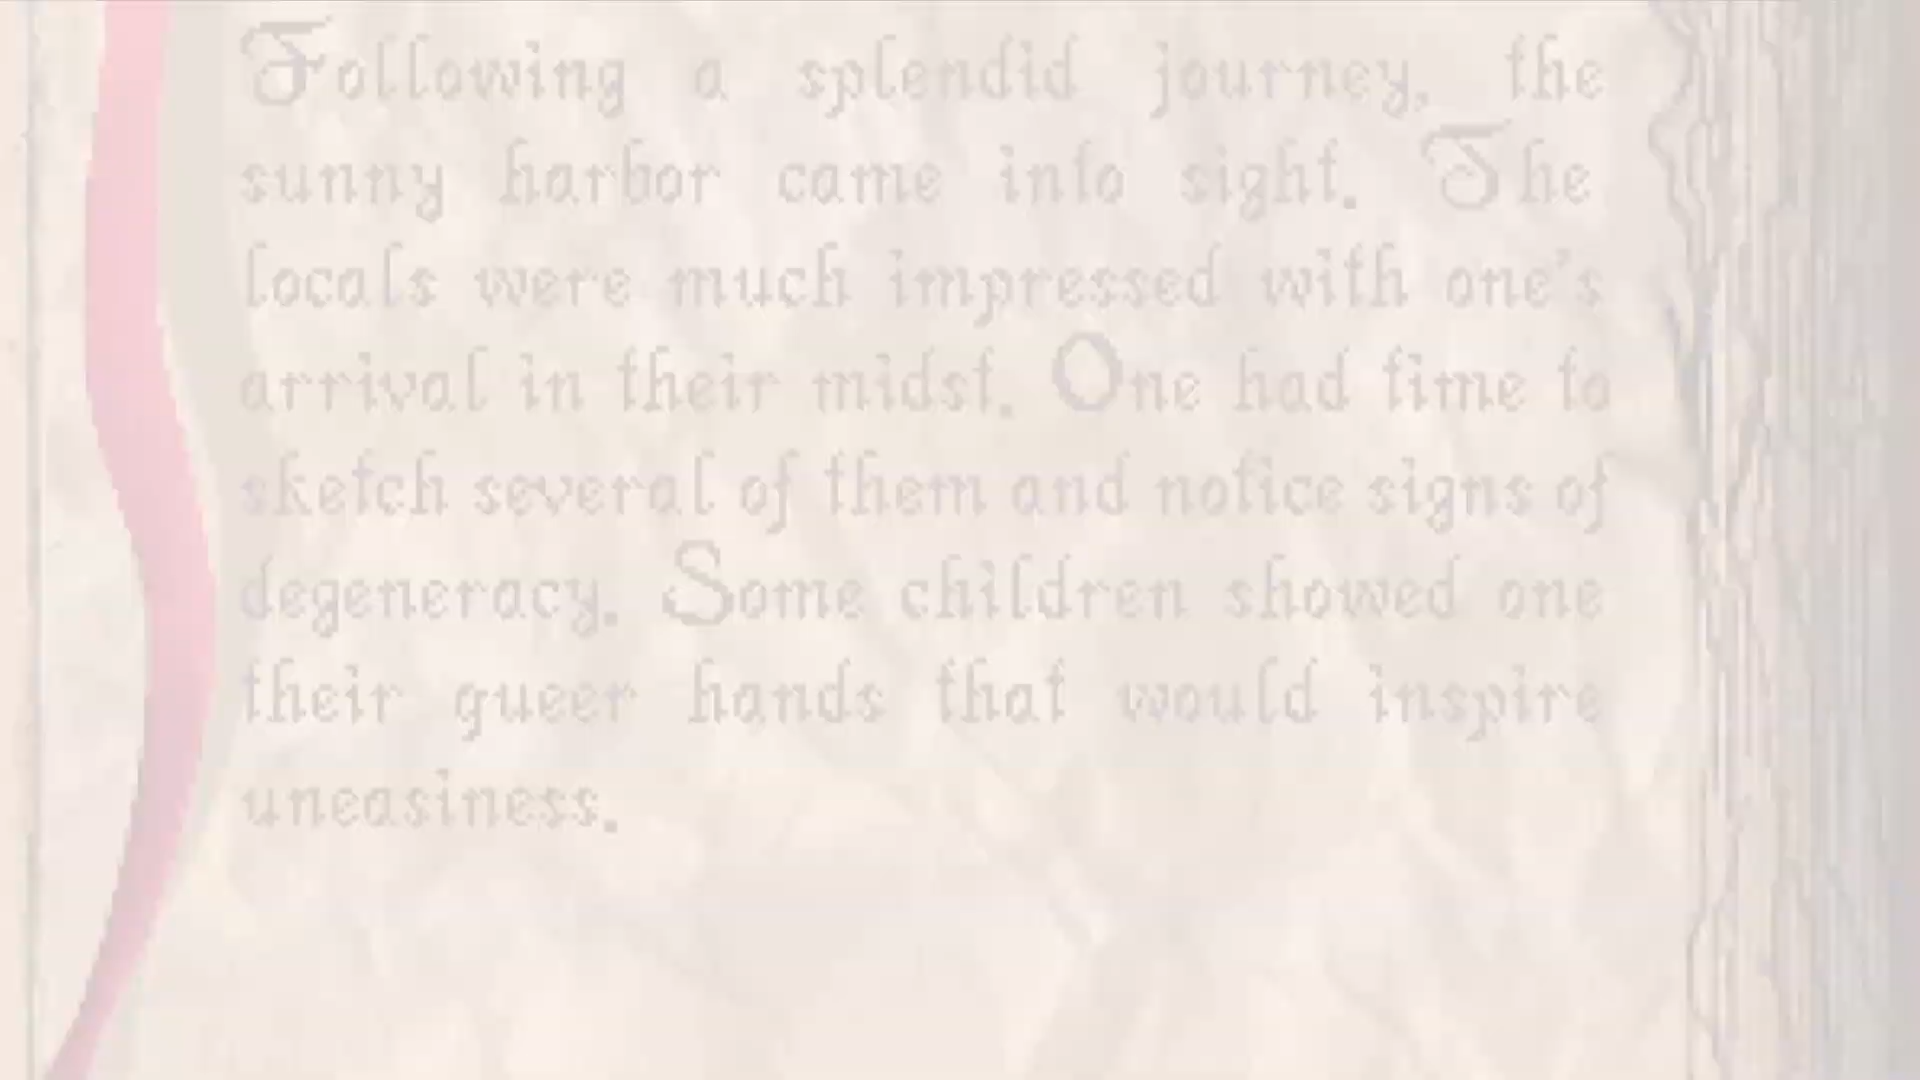 Following a splendid journey, the
sunny harbor came into sight. The
locals were much impressed with one's
arrival in their midst. One had time to
sketch several of them and notice signs of
degeneracy. Some children showed one
their queer hands that would inspire
uneasiness.